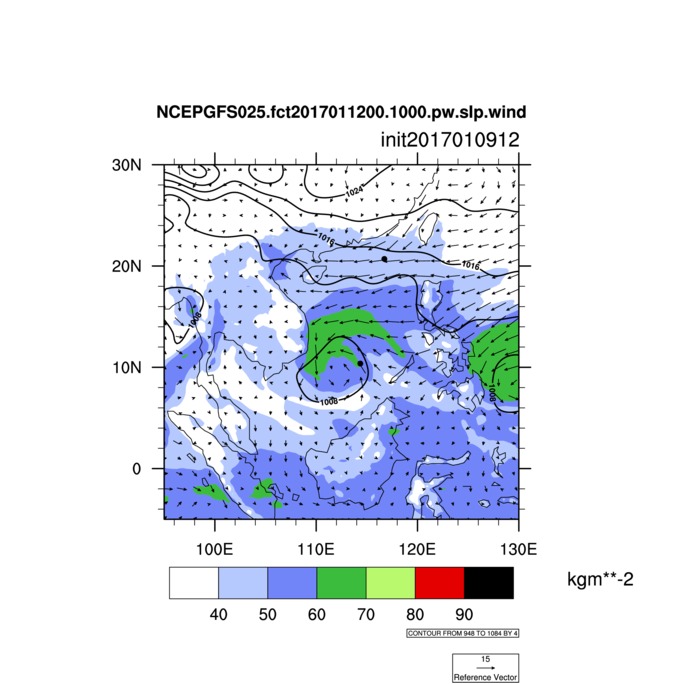 NCEPGFS025.fct2017011200.1000.pw.slp.wind
init2017010912
30N
20N
10N
0
1024
1016
1016
1008
1008
1008
100E 110E 120E 130E
kgm**-2
40 50 60 70 80 90
CONTOUR FROM 948 TO 1084 BY 4
15
Reference Vector